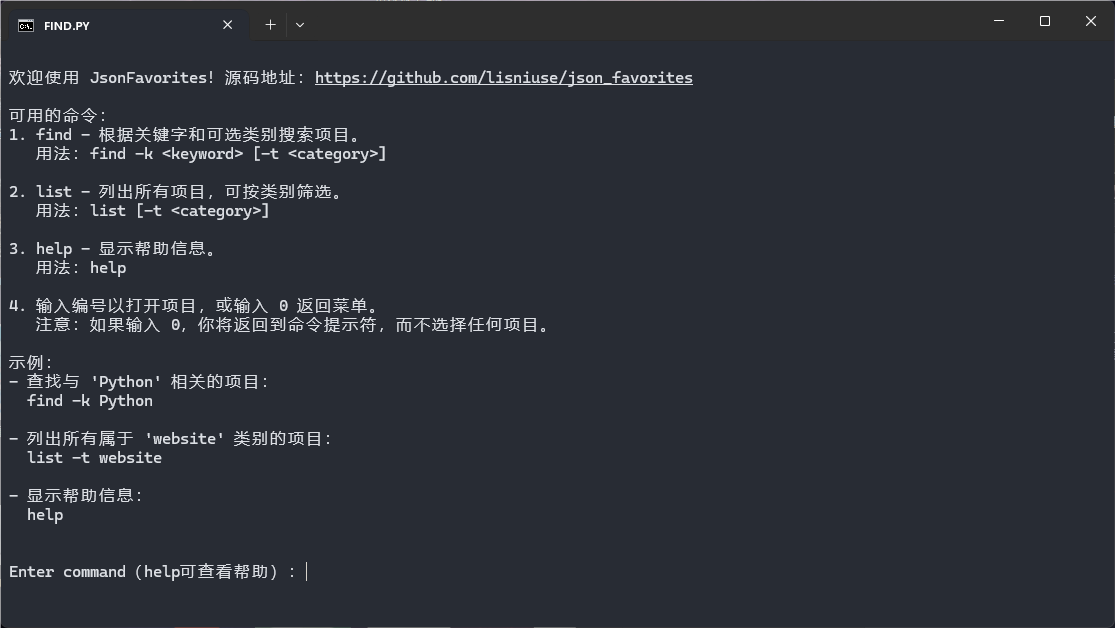 FIND.PY
欢迎使用 JsonFavorites! 源码地址: https://github.com/lisniuse/json_favorites
可用的命令:
1. find - 根据关键字和可选类别搜索项目。
用法: find -k <keyword> [-t <category>]
2. list - 列出所有项目, 可按类别筛选。
用法: list [-t <category>]
3. help - 显示帮助信息。
用法: help
4. 输入编号以打开项目, 或输入 0 返回菜单。
注意: 如果输入 0, 你将返回到命令提示符, 而不选择任何项目。
示例:
- 查找与 'Python' 相关的项目:
find -k Python
- 列出所有属于 'website' 类别的项目:
list -t website
- 显示帮助信息:
help
Enter command (help可查看帮助) :